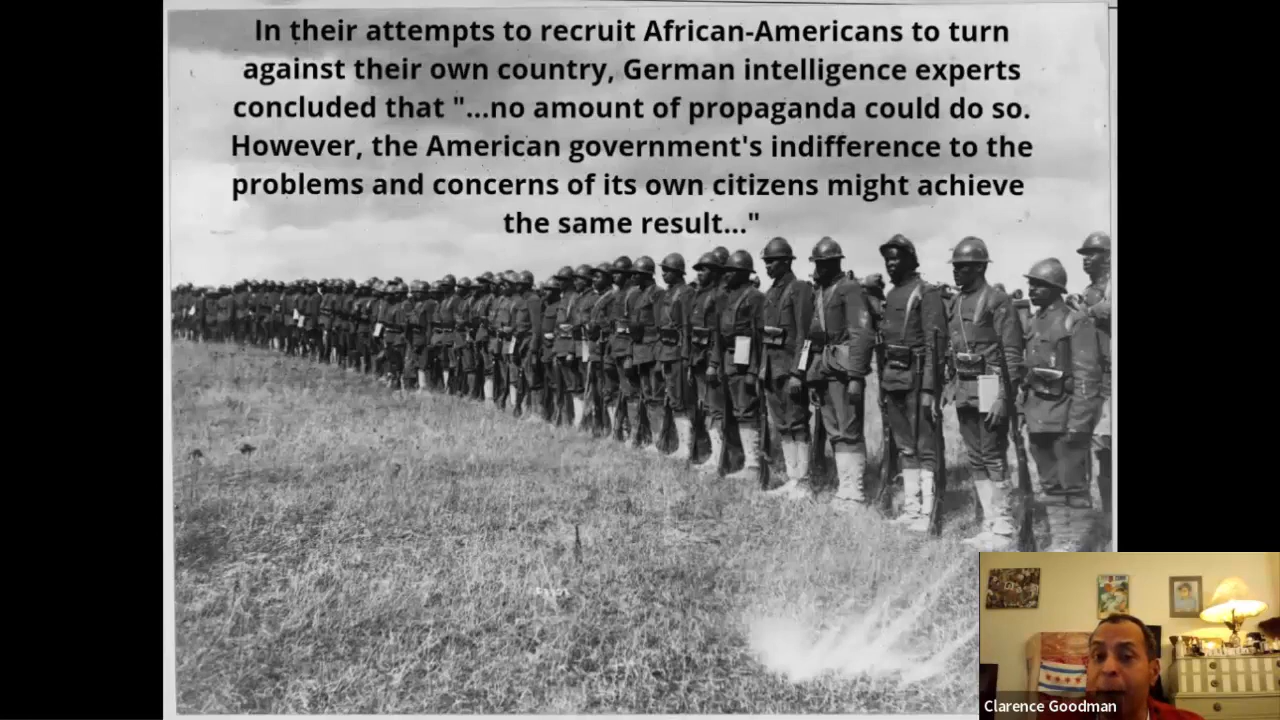 In their attempts to recruit African-Americans to turn
against their own country, German intelligence experts
concluded that "...no amount of propaganda could do so.
However, the American government's indifference to the
problems and concerns of its own citizens might achieve
the same result..."
Clarence Goodman